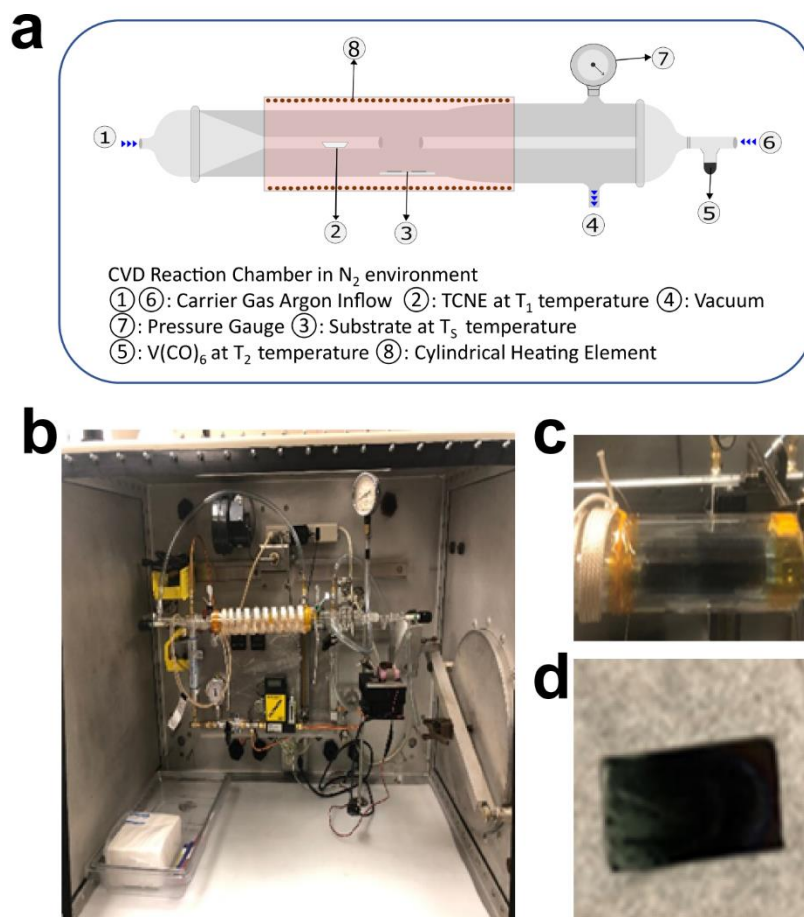 a
⑧
⑦
①
⑥
②
③
④
⑤
CVD Reaction Chamber in N₂ environment
①⑥: Carrier Gas Argon Inflow ②: TCNE at T₁ temperature ④: Vacuum
⑦: Pressure Gauge ③: Substrate at Tₛ temperature
⑤: V(CO)₆ at T₂ temperature ⑧: Cylindrical Heating Element
b
c
d